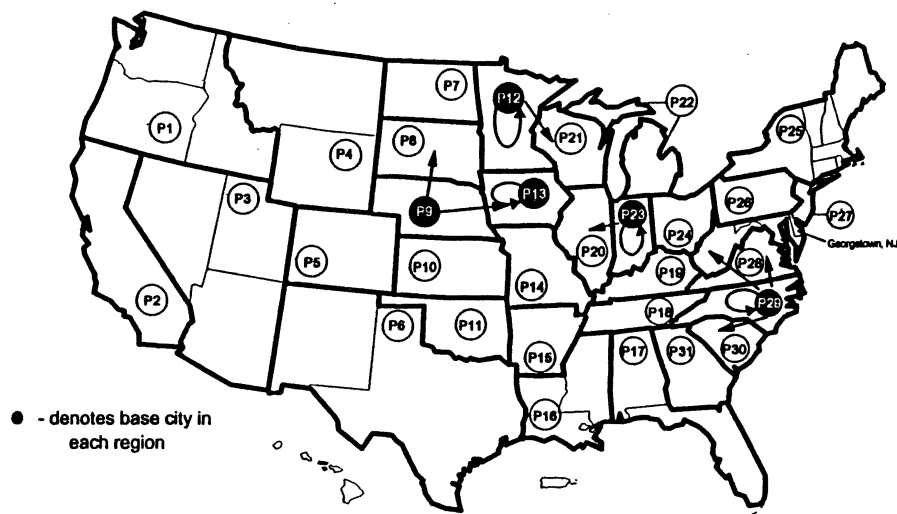 P7
P12
P22
P1
P8
P21
P25
P4
P3
P9
P13
P23
P26
P27
P24
Georgetown, NJ
P20
P28
P5
P10
P19
P14
P2
P29
P18
P6
P11
P15
P17
P31
P30
P16
- denotes base city in
each region